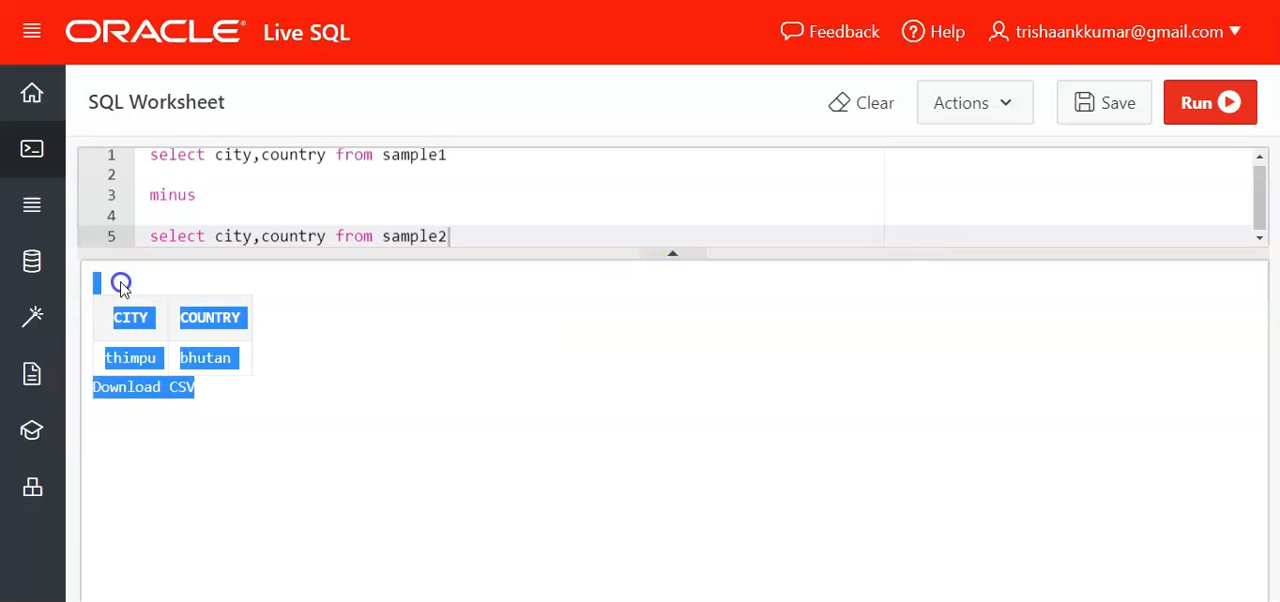 ORACLE Live SQL
Feedback
Help
trishaankkumar@gmail.com
SQL Worksheet
Clear
Actions
Save
Run
1 select city,country from sample1
2
3 minus
4
5 select city,country from sample2
CITY COUNTRY
thimpu bhutan
Download CSV